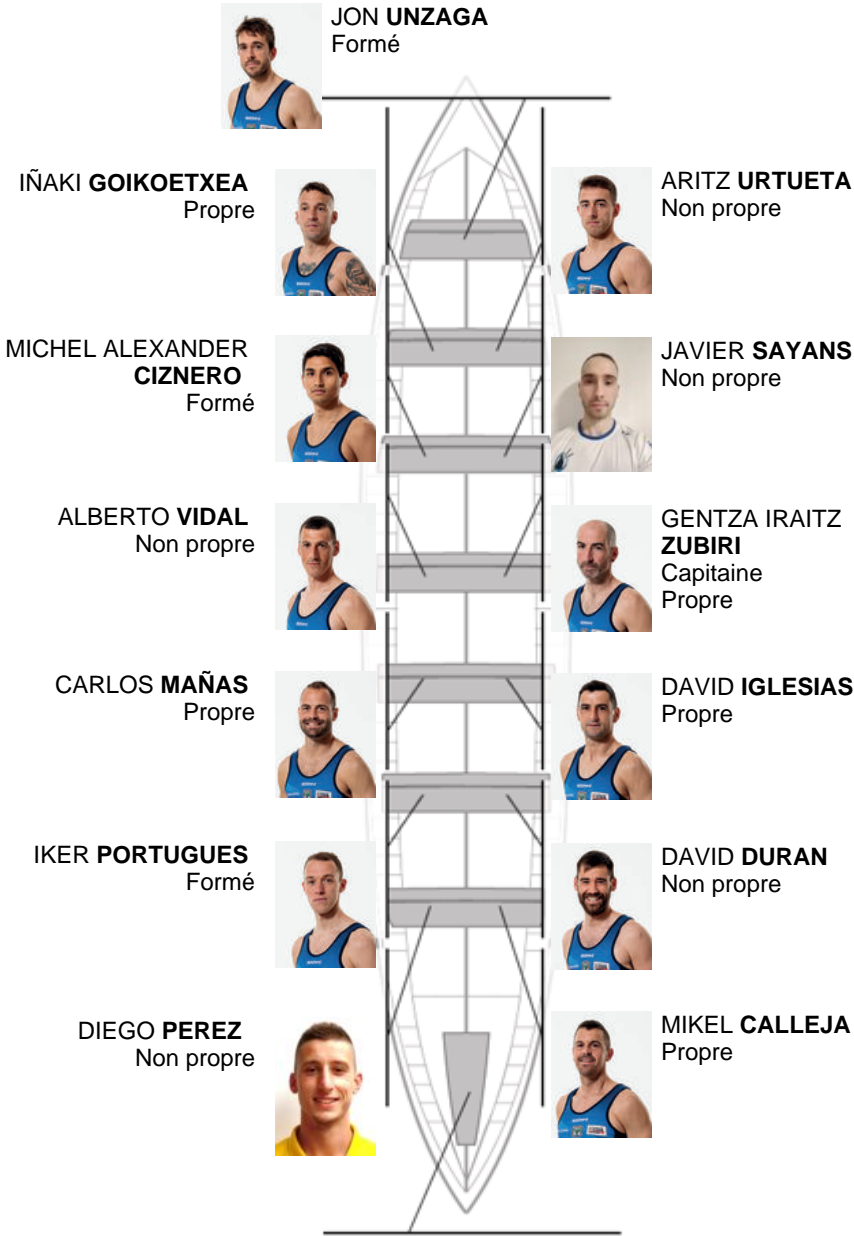 JON UNZAGA
Formé
IÑAKI GOIKOETXEA
Propre
ARITZ URTUETA
Non propre
MICHEL ALEXANDER
CIZNERO
Formé
JAVIER SAYANS
Non propre
ALBERTO VIDAL
Non propre
GENTZA IRAITZ
ZUBIRI
Capitaine
Propre
CARLOS MAÑAS
Propre
DAVID IGLESIAS
Propre
IKER PORTUGUES
Formé
DAVID DURAN
Non propre
DIEGO PEREZ
Non propre
MIKEL CALLEJA
Propre